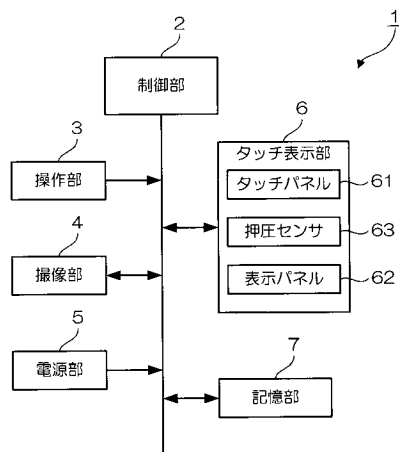 1
2
制御部
3
操作部
4
撮像部
5
電源部
6
タッチ表示部
タッチパネル 61
押圧センサ 63
表示パネル 62
7
記憶部